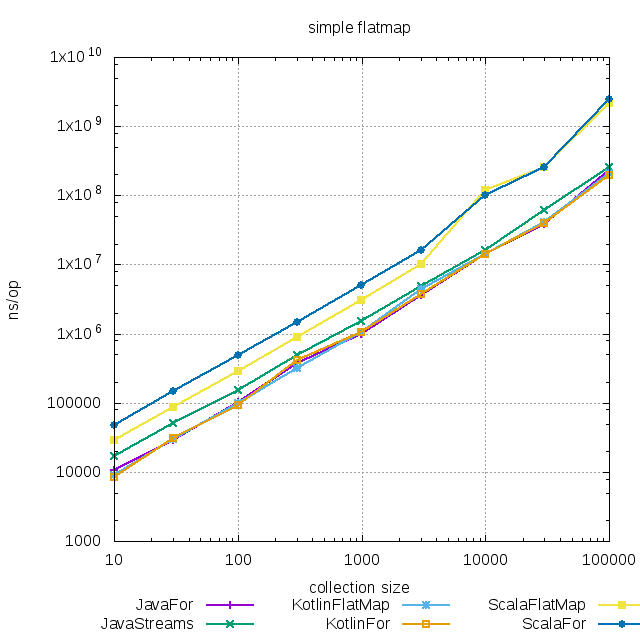 simple flatmap
1x10^10
1x10^9
1x10^8
1x10^7
1x10^6
100000
10000
1000
ns/op
10 100 1000 10000 100000
collection size
JavaFor KotlinFlatMap ScalaFlatMap
JavaStreams KotlinFor ScalaFor